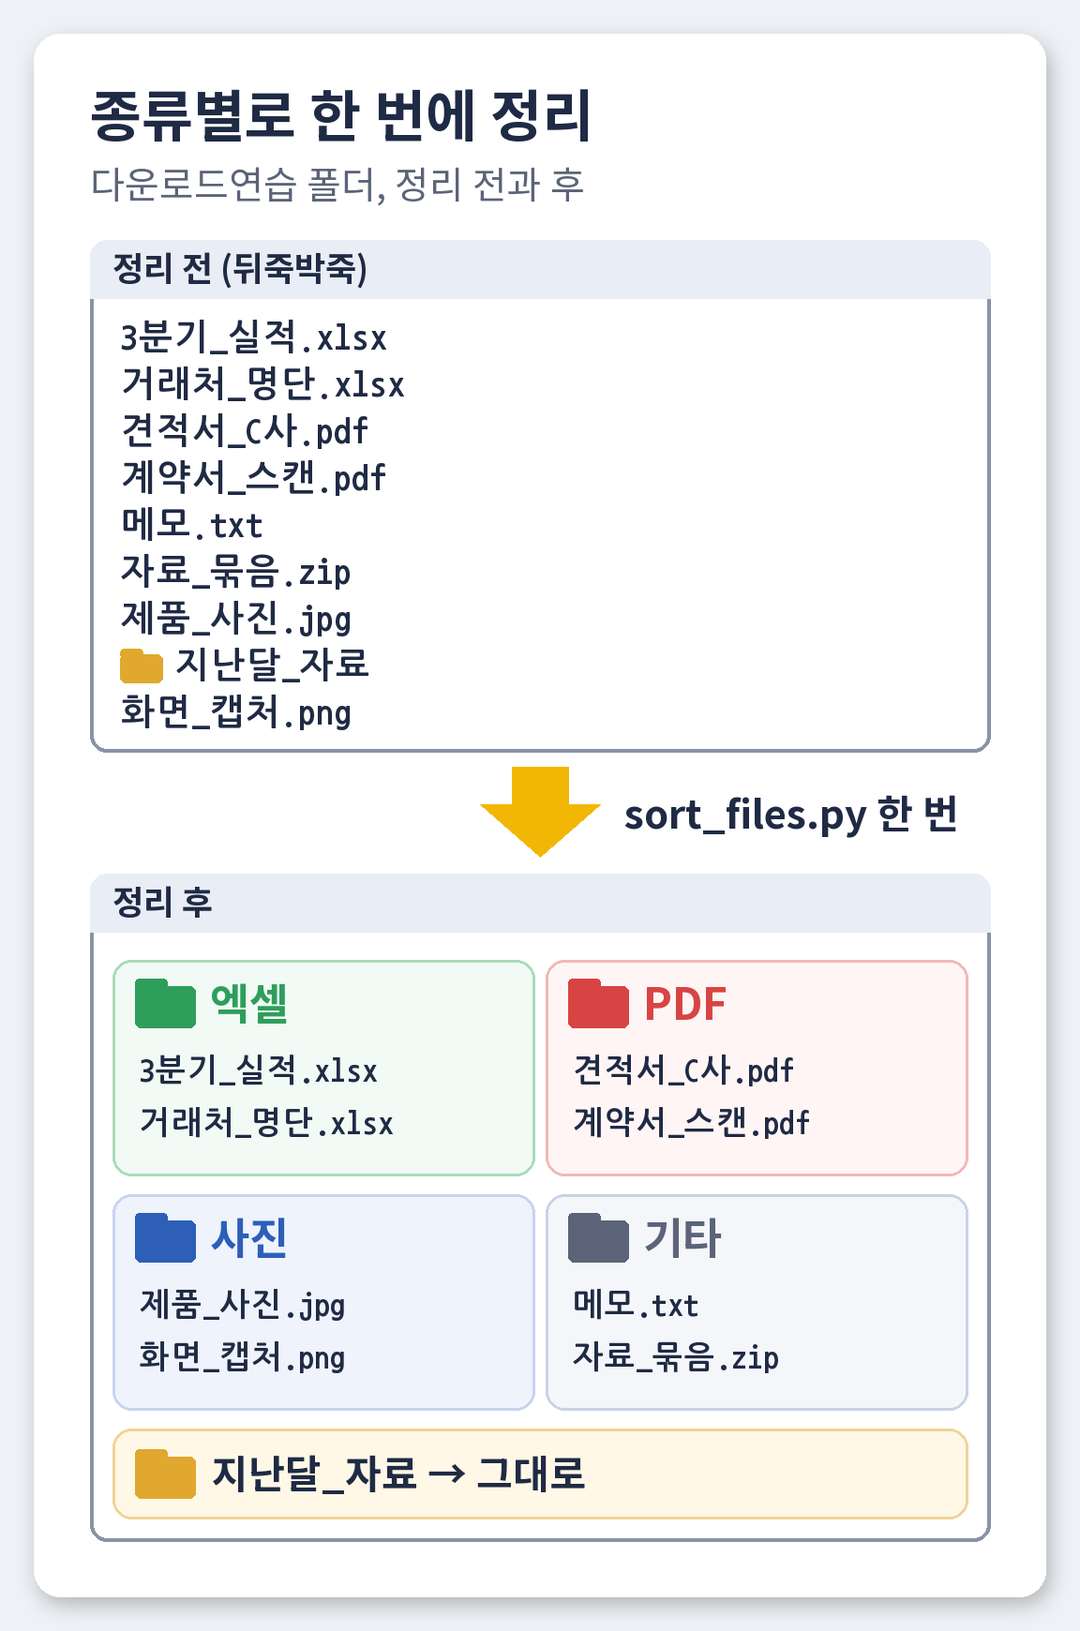 종류별로 한 번에 정리
다운로드연습 폴더, 정리 전과 후
정리 전 (뒤죽박죽)
3분기_실적.xlsx
거래처_명단.xlsx
견적서_C사.pdf
계약서_스캔.pdf
메모.txt
자료_묶음.zip
제품_사진.jpg
지난달_자료
화면_캡처.png
sort_files.py 한 번
정리 후
엑셀
3분기_실적.xlsx
거래처_명단.xlsx
PDF
견적서_C사.pdf
계약서_스캔.pdf
사진
제품_사진.jpg
화면_캡처.png
기타
메모.txt
자료_묶음.zip
지난달_자료 → 그대로